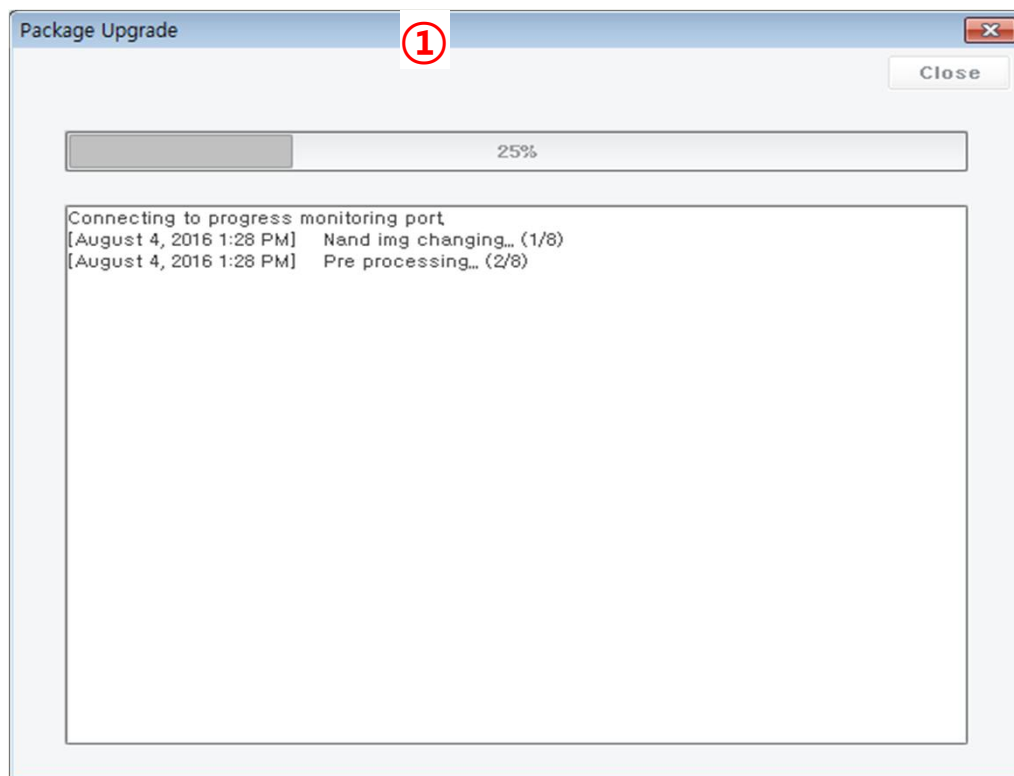 Package Upgrade
①
Close
25%
Connecting to progress monitoring port.
[August 4, 2016 1:28 PM] Nand img changing... (1/8)
[August 4, 2016 1:28 PM] Pre processing... (2/8)